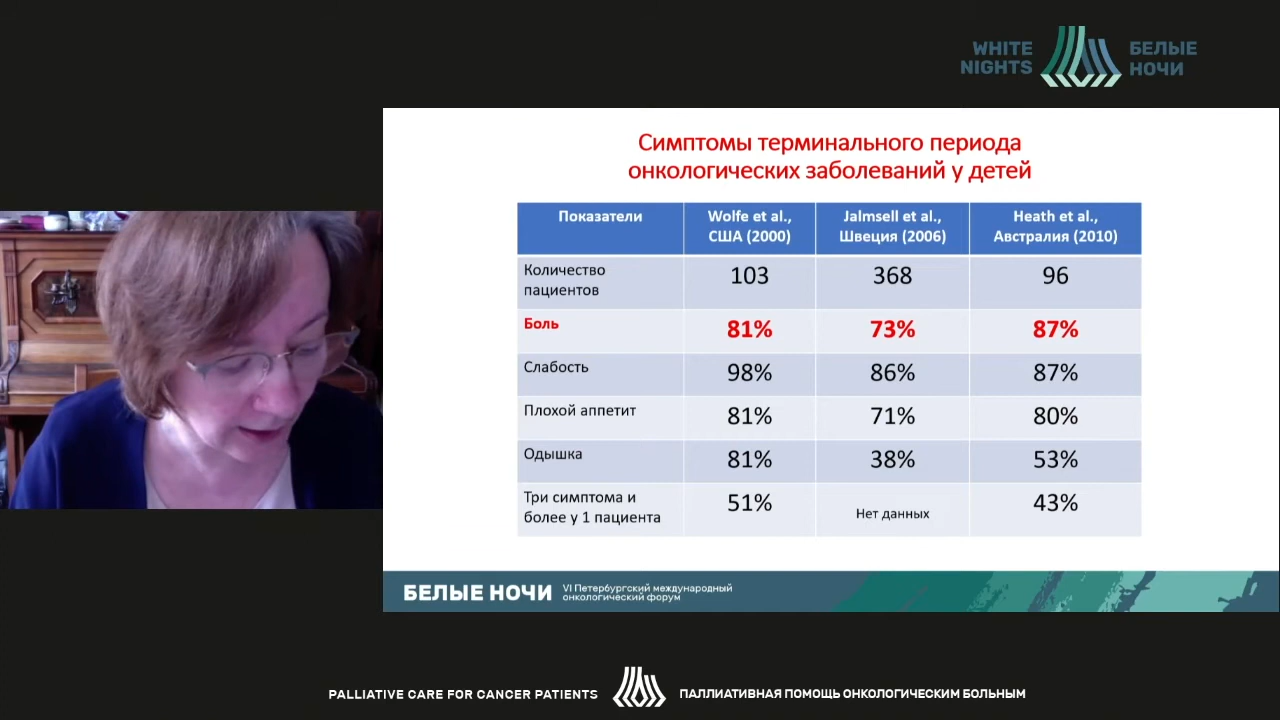 WHITE
NIGHTS
БЕЛЫЕ
НОЧИ
Симптомы терминального периода
онкологических заболеваний у детей
Показатели
Wolfe et al.,
США (2000)
Jalmsell et al.,
Швеция (2006)
Heath et al.,
Австралия (2010)
Количество
пациентов
103
368
96
Боль
81%
73%
87%
Слабость
98%
86%
87%
Плохой аппетит
81%
71%
80%
Одышка
81%
38%
53%
Три симптома и
более у 1 пациента
51%
Нет данных
43%
БЕЛЫЕ НОЧИ
VI Петербургский международный
онкологический форум
PALLIATIVE CARE FOR CANCER PATIENTS
ПАЛЛИАТИВНАЯ ПОМОЩЬ ОНКОЛОГИЧЕСКИМ БОЛЬНЫМ